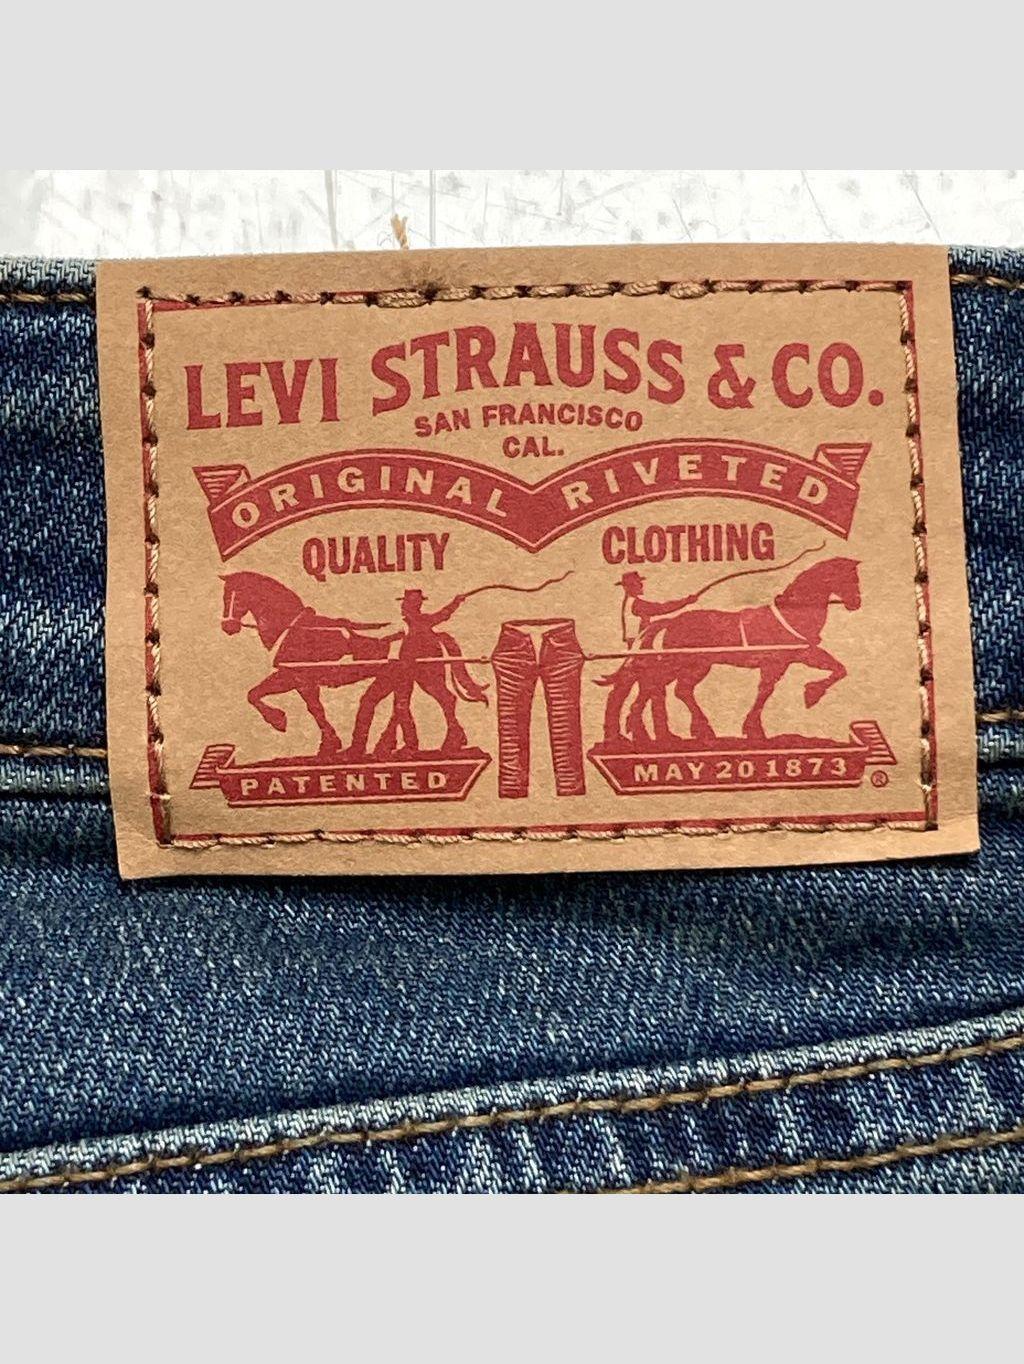 LEVI STRAUSS & CO.
SAN FRANCISCO
CAL.
ORIGINAL RIVETED
QUALITY CLOTHING
PATENTED MAY 20 1873 ®